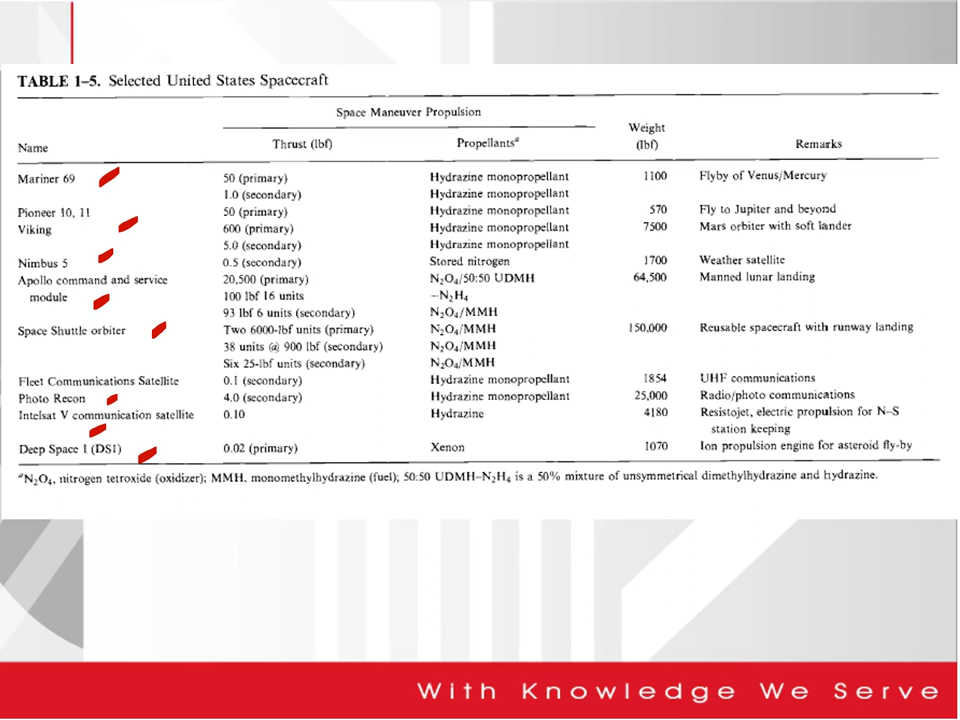 TABLE 1–5. Selected United States Spacecraft
Space Maneuver Propulsion
Name Thrust (lbf) Propellantsᵃ Weight (lbf) Remarks
Mariner 69 50 (primary) Hydrazine monopropellant 1100 Flyby of Venus/Mercury
1.0 (secondary) Hydrazine monopropellant
Pioneer 10, 11 50 (primary) Hydrazine monopropellant 570 Fly to Jupiter and beyond
Viking 600 (primary) Hydrazine monopropellant 7500 Mars orbiter with soft lander
5.0 (secondary) Hydrazine monopropellant
Nimbus 5 0.5 (secondary) Stored nitrogen 1700 Weather satellite
Apollo command and service 20,500 (primary) N₂O₄/50:50 UDMH 64,500 Manned lunar landing
module 100 lbf 16 units –N₂H₄
93 lbf 6 units (secondary) N₂O₄/MMH
Space Shuttle orbiter Two 6000-lbf units (primary) N₂O₄/MMH 150,000 Reusable spacecraft with runway landing
38 units @ 900 lbf (secondary) N₂O₄/MMH
Six 25-lbf units (secondary) N₂O₄/MMH
Fleet Communications Satellite 0.1 (secondary) Hydrazine monopropellant 1854 UHF communications
Photo Recon 4.0 (secondary) Hydrazine monopropellant 25,000 Radio/photo communications
Intelsat V communication satellite 0.10 Hydrazine 4180 Resistojet, electric propulsion for N–S
station keeping
Deep Space I (DS1) 0.02 (primary) Xenon 1070 Ion propulsion engine for asteroid fly-by
ᵃN₂O₄, nitrogen tetroxide (oxidizer); MMH, monomethylhydrazine (fuel); 50:50 UDMH–N₂H₄ is a 50% mixture of unsymmetrical dimethylhydrazine and hydrazine.
With Knowledge We Serve